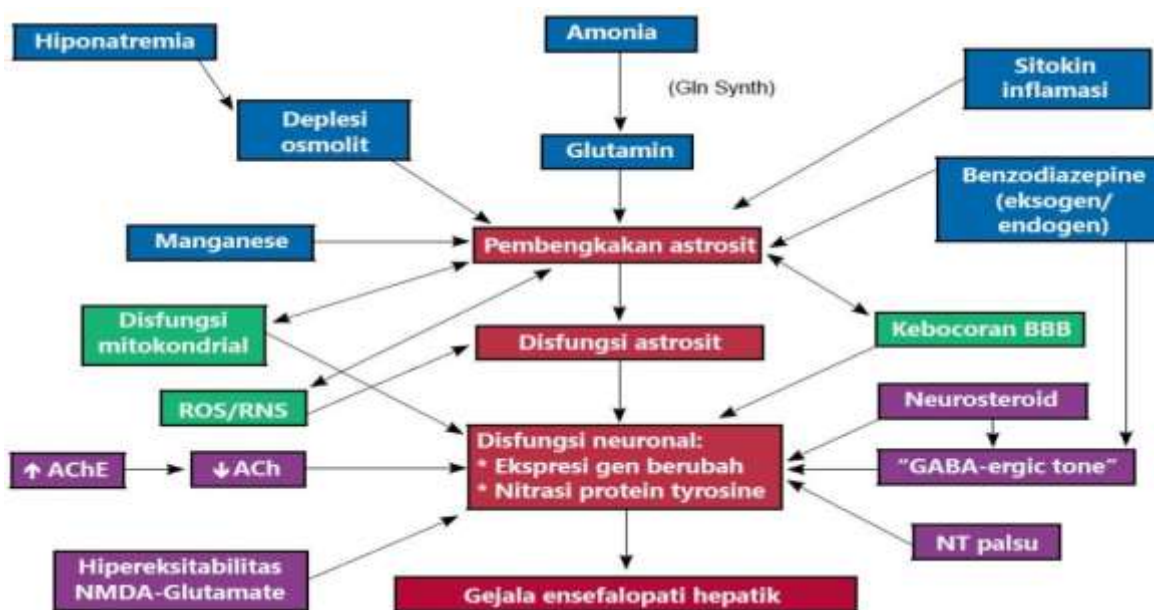 Hiponatremia
Amonia
Sitokin
inflamasi
(Gln Synth)
Deplesi
osmolit
Glutamin
Benzodiazepine
(eksogen/
endogen)
Manganese
Pembengkakan astrosit
Disfungsi
mitokondrial
Disfungsi astrosit
Kebocoran BBB
ROS/RNS
Neurosteroid
↑ AChE
↓ ACh
Disfungsi neuronal:
* Ekspresi gen berubah
* Nitrasi protein tyrosine
“GABA-ergic tone”
NT palsu
Hipereksitabilitas
NMDA-Glutamate
Gejala ensefalopati hepatik